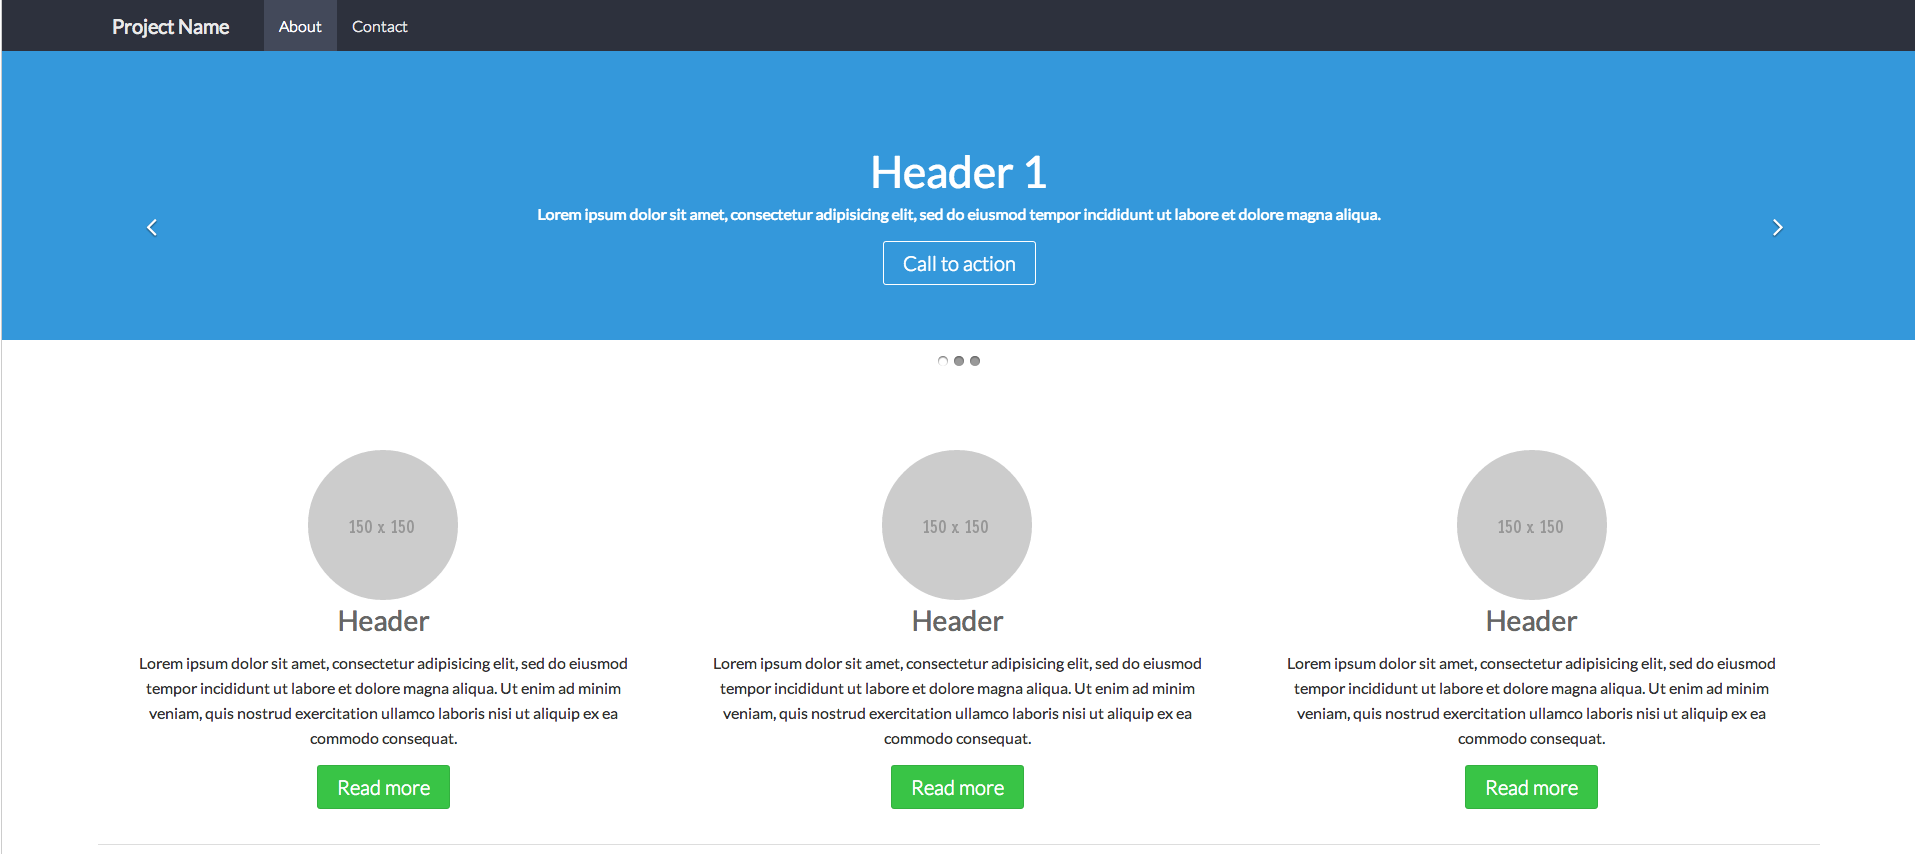 Project Name About Contact
Header 1
Lorem ipsum dolor sit amet, consectetur adipisicing elit, sed do eiusmod tempor incididunt ut labore et dolore magna aliqua.
Call to action
150 x 150
Header
Lorem ipsum dolor sit amet, consectetur adipisicing elit, sed do eiusmod
tempor incididunt ut labore et dolore magna aliqua. Ut enim ad minim
veniam, quis nostrud exercitation ullamco laboris nisi ut aliquip ex ea
commodo consequat.
Read more
150 x 150
Header
Lorem ipsum dolor sit amet, consectetur adipisicing elit, sed do eiusmod
tempor incididunt ut labore et dolore magna aliqua. Ut enim ad minim
veniam, quis nostrud exercitation ullamco laboris nisi ut aliquip ex ea
commodo consequat.
Read more
150 x 150
Header
Lorem ipsum dolor sit amet, consectetur adipisicing elit, sed do eiusmod
tempor incididunt ut labore et dolore magna aliqua. Ut enim ad minim
veniam, quis nostrud exercitation ullamco laboris nisi ut aliquip ex ea
commodo consequat.
Read more